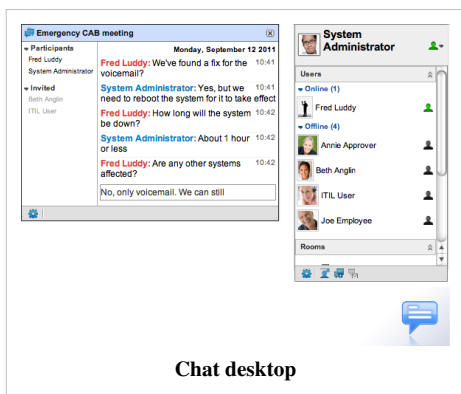 Emergency CAB meeting
Participants
Fred Luddy
System Administrator
Invited
Beth Anglin
ITIL User
Monday, September 12 2011
Fred Luddy: We've found a fix for the 10:41
voicemail?
System Administrator: Yes, but we 10:41
need to reboot the system for it to take effect
Fred Luddy: How long will the system 10:42
be down?
System Administrator: About 1 hour 10:42
or less
Fred Luddy: Are any other systems 10:42
affected?
No, only voicemail. We can still
System
Administrator
Users
Online (1)
Fred Luddy
Offline (4)
Annie Approver
Beth Anglin
ITIL User
Joe Employee
Rooms
Chat desktop